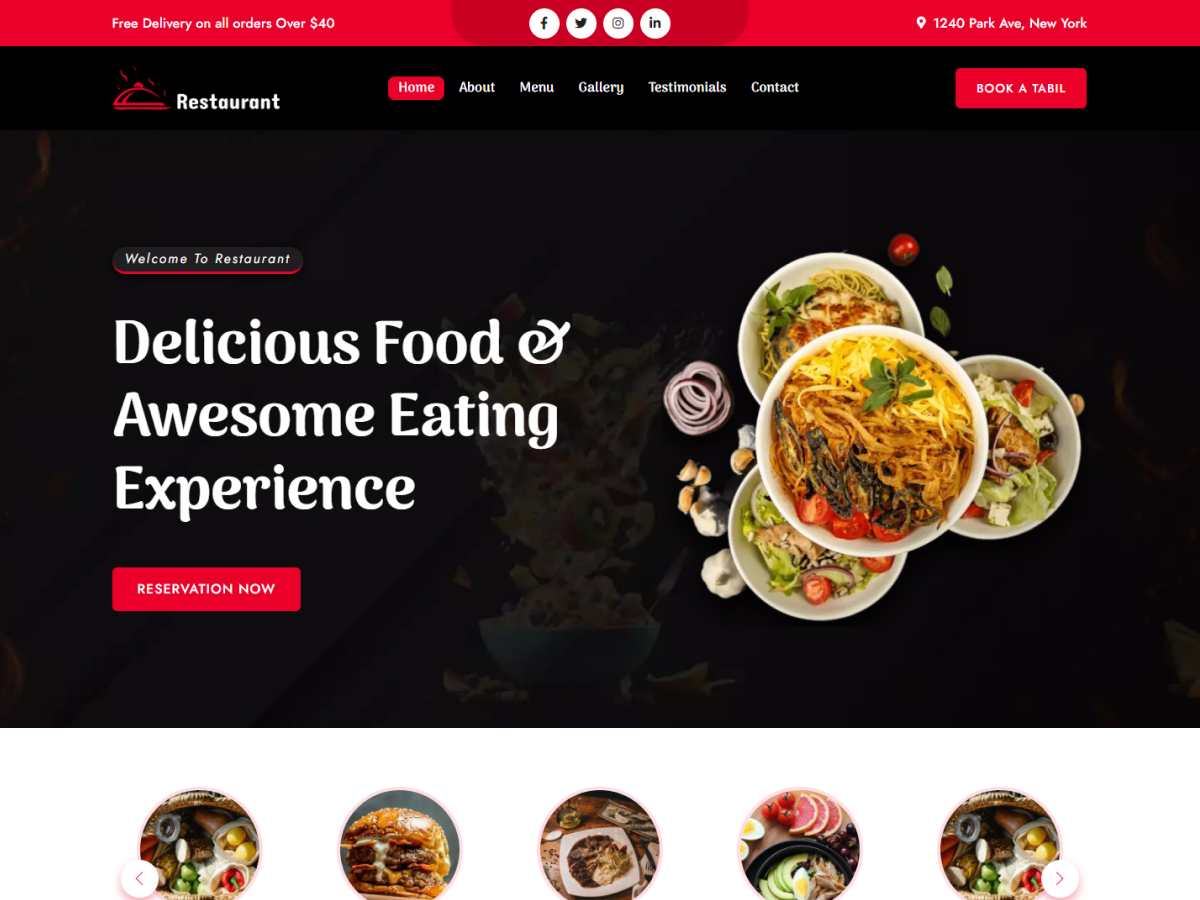 Free Delivery on all orders Over $40
1240 Park Ave, New York
Restaurant
Home
About
Menu
Gallery
Testimonials
Contact
BOOK A TABIL
Welcome To Restaurant
Delicious Food &
Awesome Eating
Experience
RESERVATION NOW